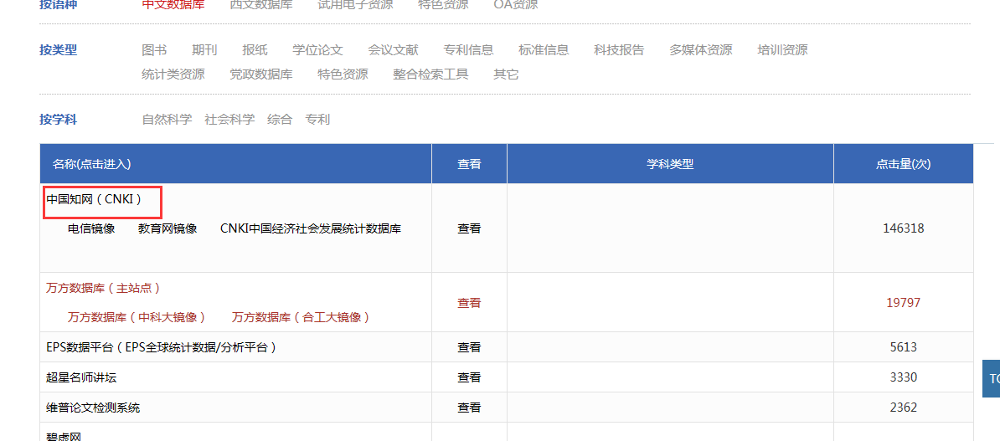 按语种 中文数据库 西文数据库 试用电子资源 特色资源 OA资源
按类型 图书 期刊 报纸 学位论文 会议文献 专利信息 标准信息 科技报告 多媒体资源 培训资源
统计类资源 党政数据库 特色资源 整合检索工具 其它
按学科 自然科学 社会科学 综合 专利
名称(点击进入) 查看 学科类型 点击量(次)
中国知网（CNKI）
电信镜像 教育网镜像 CNKI中国经济社会发展统计数据库 查看 146318
万方数据库（主站点）
查看 19797
万方数据库（中科大镜像） 万方数据库（合工大镜像）
EPS数据平台（EPS全球统计数据/分析平台） 查看 5613
超星名师讲坛 查看 3330
维普论文检测系统 查看 2362
碧虚网